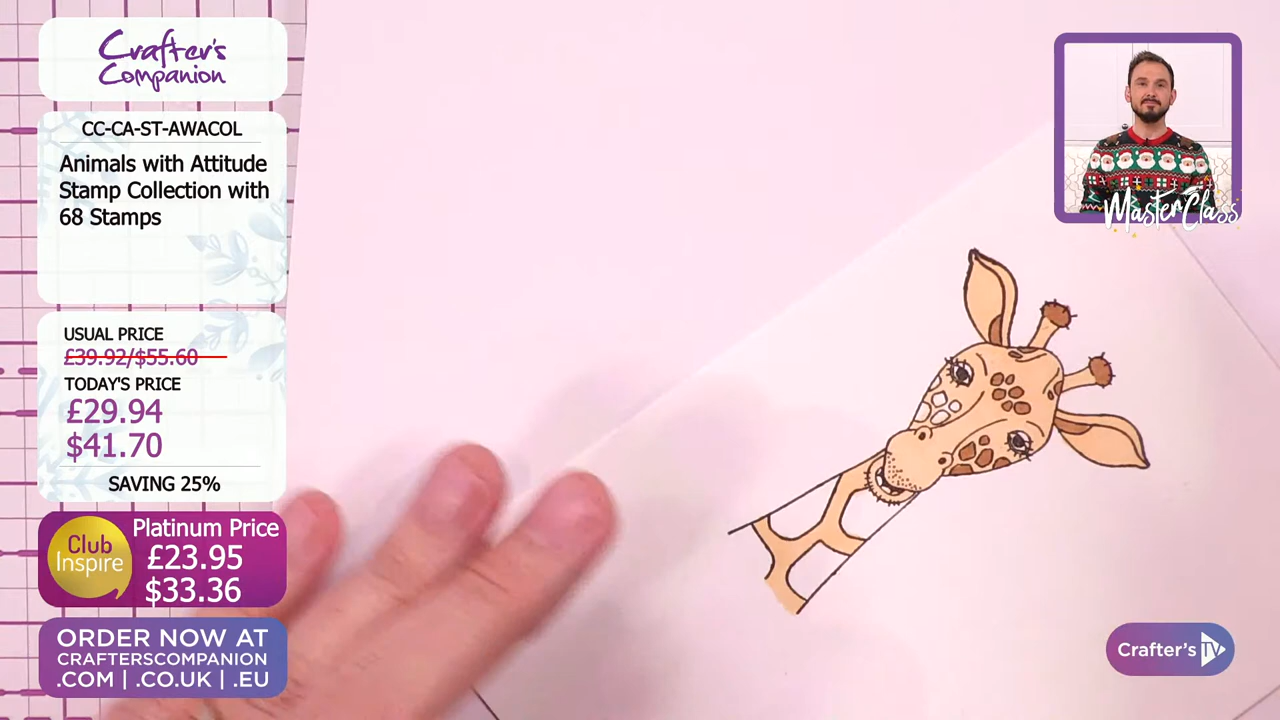 Crafter's
Companion
CC-CA-ST-AWACOL
Animals with Attitude
Stamp Collection with
68 Stamps
USUAL PRICE
£39.92/$55.60
TODAY'S PRICE
£29.94
$41.70
SAVING 25%
Club
Inspire
Platinum Price
£23.95
$33.36
ORDER NOW AT
CRAFTERSCOMPANION
.COM | .CO.UK | .EU
MasterClass
Crafter's TV